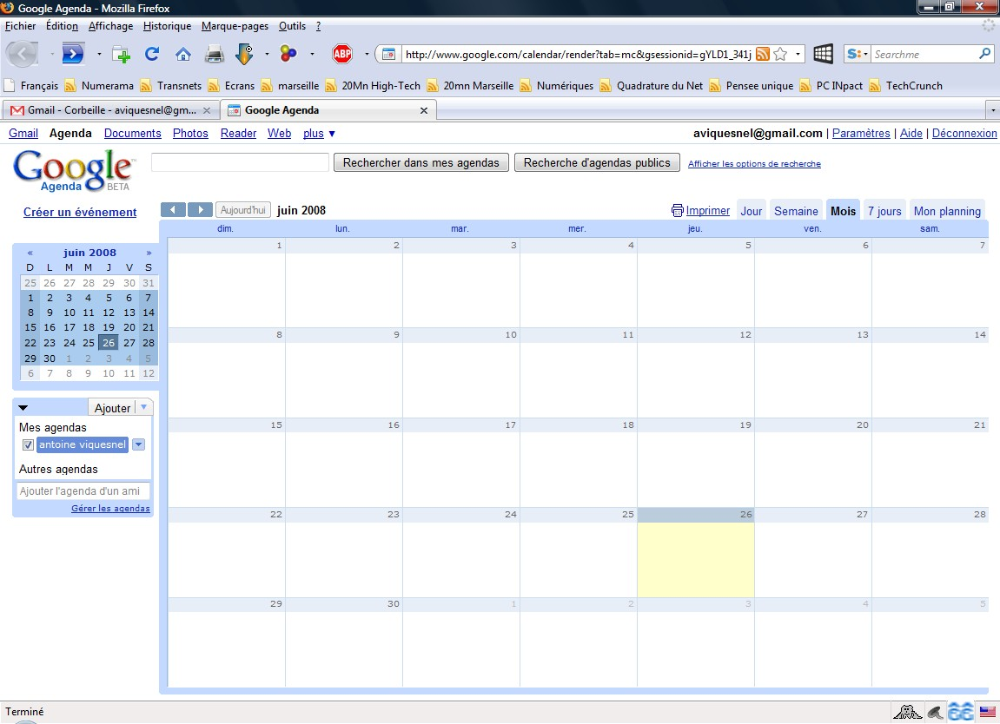 Google Agenda - Mozilla Firefox
Fichier Édition Affichage Historique Marque-pages Outils ?
ABP http://www.google.com/calendar/render?tab=mc&gsessionid=gYLD1_341j S Searchme
Français Numerama Transnets Ecrans marseille 20Mn High-Tech 20mn Marseille Numériques Quadrature du Net Pensee unique PC INpact TechCrunch
Gmail - Corbeille - aviquesnel@gm... Google Agenda
Gmail Agenda Documents Photos Reader Web plus ▼ aviquesnel@gmail.com | Paramètres | Aide | Déconnexion
Google™ Agenda BETA
Rechercher dans mes agendas Recherche d'agendas publics Afficher les options de recherche
Créer un événement
Aujourd'hui juin 2008 Imprimer Jour Semaine Mois 7 jours Mon planning
« juin 2008 »
D L M M J V S
25 26 27 28 29 30 31
1 2 3 4 5 6 7
8 9 10 11 12 13 14
15 16 17 18 19 20 21
22 23 24 25 26 27 28
29 30 1 2 3 4 5
6 7 8 9 10 11 12
Ajouter
Mes agendas
antoine viquesnel
Autres agendas
Ajouter l'agenda d'un ami
Gérer les agendas
dim. lun. mar. mer. jeu. ven. sam.
1 2 3 4 5 6 7
8 9 10 11 12 13 14
15 16 17 18 19 20 21
22 23 24 25 26 27 28
29 30 1 2 3 4 5
Terminé